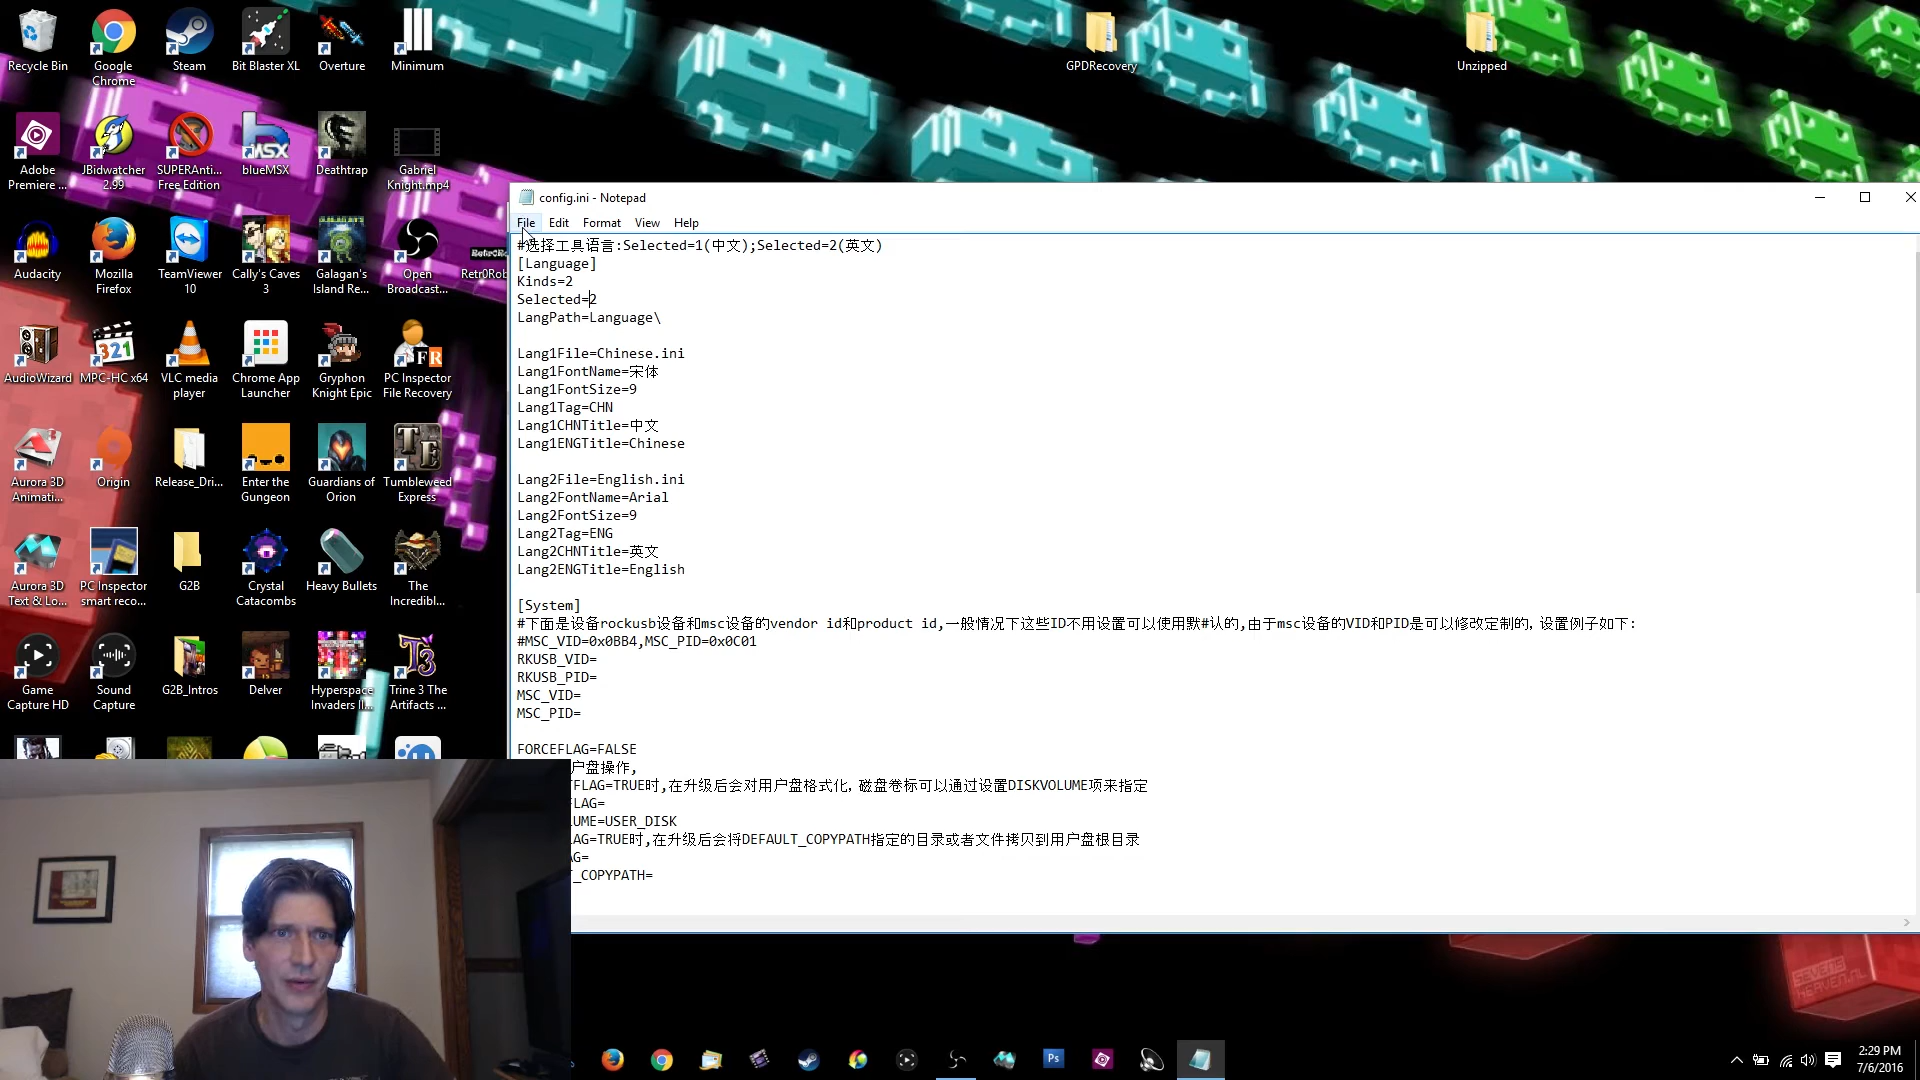 Recycle Bin
Google
Chrome
Steam
Bit Blaster XL
Overture
Minimum
GPDRecovery
Unzipped
Adobe
Premiere ...
JBidwatcher
2.99
SUPERAnti...
Free Edition
blueMSX
Deathtrap
Gabriel
Knight.mp4
Audacity
Mozilla
Firefox
TeamViewer
10
Cally's Caves
3
Galagan's
Island Re...
Open
Broadcast...
Retr0Rob
AudioWizard
MPC-HC x64
VLC media
player
Chrome App
Launcher
Gryphon
Knight Epic
PC Inspector
File Recovery
Aurora 3D
Animati...
Origin
Release_Dri...
Enter the
Gungeon
Guardians of
Orion
Tumbleweed
Express
Aurora 3D
Text & Lo...
PC Inspector
smart reco...
G2B
Crystal
Catacombs
Heavy Bullets
The
Incredibl...
Game
Capture HD
Sound
Capture
G2B_Intros
Delver
Hyperspace
Invaders II...
Trine 3 The
Artifacts ...
config.ini - Notepad
File Edit Format View Help
#选择工具语言:Selected=1(中文);Selected=2(英文)
[Language]
Kinds=2
Selected=2
LangPath=Language\
Lang1File=Chinese.ini
Lang1FontName=宋体
Lang1FontSize=9
Lang1Tag=CHN
Lang1CHNTitle=中文
Lang1ENGTitle=Chinese
Lang2File=English.ini
Lang2FontName=Arial
Lang2FontSize=9
Lang2Tag=ENG
Lang2CHNTitle=英文
Lang2ENGTitle=English
[System]
#下面是设备rockusb设备和msc设备的vendor id和product id,一般情况下这些ID不用设置可以使用默#认的,由于msc设备的VID和PID是可以修改定制的，设置例子如下:
#MSC_VID=0x0BB4,MSC_PID=0x0C01
RKUSB_VID=
RKUSB_PID=
MSC_VID=
MSC_PID=
FORCEFLAG=FALSE
户盘操作,
FLAG=TRUE时,在升级后会对用户盘格式化，磁盘卷标可以通过设置DISKVOLUME项来指定
LAG=
UME=USER_DISK
AG=TRUE时,在升级后会将DEFAULT_COPYPATH指定的目录或者文件拷贝到用户盘根目录
G=
_COPYPATH=
SEVENS
HEAVEN.NL
Ps
2:29 PM
7/6/2016